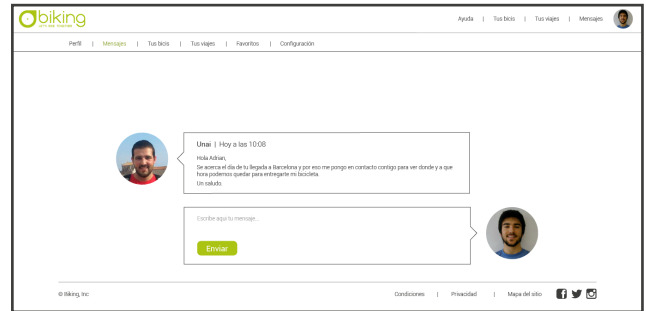 biking
Ayuda | Tus bicis | Tus viajes | Mensajes
Perfil | Mensajes | Tus bicis | Tus viajes | Favoritos | Configuración
Unai | Hoy a las 10:08
Hola Adrian,
Se acerca el día de tu llegada a Barcelona y por eso me pongo en contacto contigo para ver donde y a que
hora podemos quedar para entregarte mi bicicleta.
Un saludo.
Escribe aqui tu mensaje...
Enviar
© Biking, Inc
Condiciones | Privacidad | Mapa del sitio